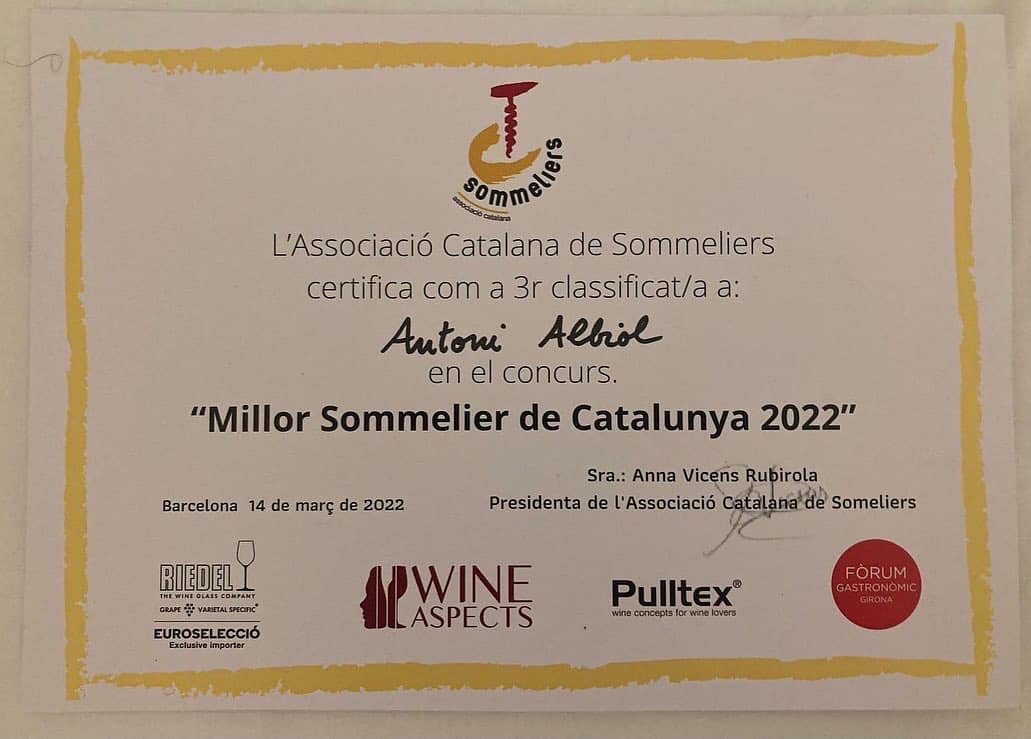 sommeliers
associació catalana
L'Associació Catalana de Sommeliers
certifica com a 3r classificat/a a:
Antoni Albiol
en el concurs.
“Millor Sommelier de Catalunya 2022”
Sra.: Anna Vicens Rubirola
Barcelona 14 de març de 2022
Presidenta de l'Associació Catalana de Someliers
RIEDEL
THE WINE GLASS COMPANY
GRAPE VARIETAL SPECIFIC®
EUROSELECCIÓ
Exclusive importer
WINE
ASPECTS
Pulltex®
wine concepts for wine lovers
FÒRUM
GASTRONÒMIC
GIRONA